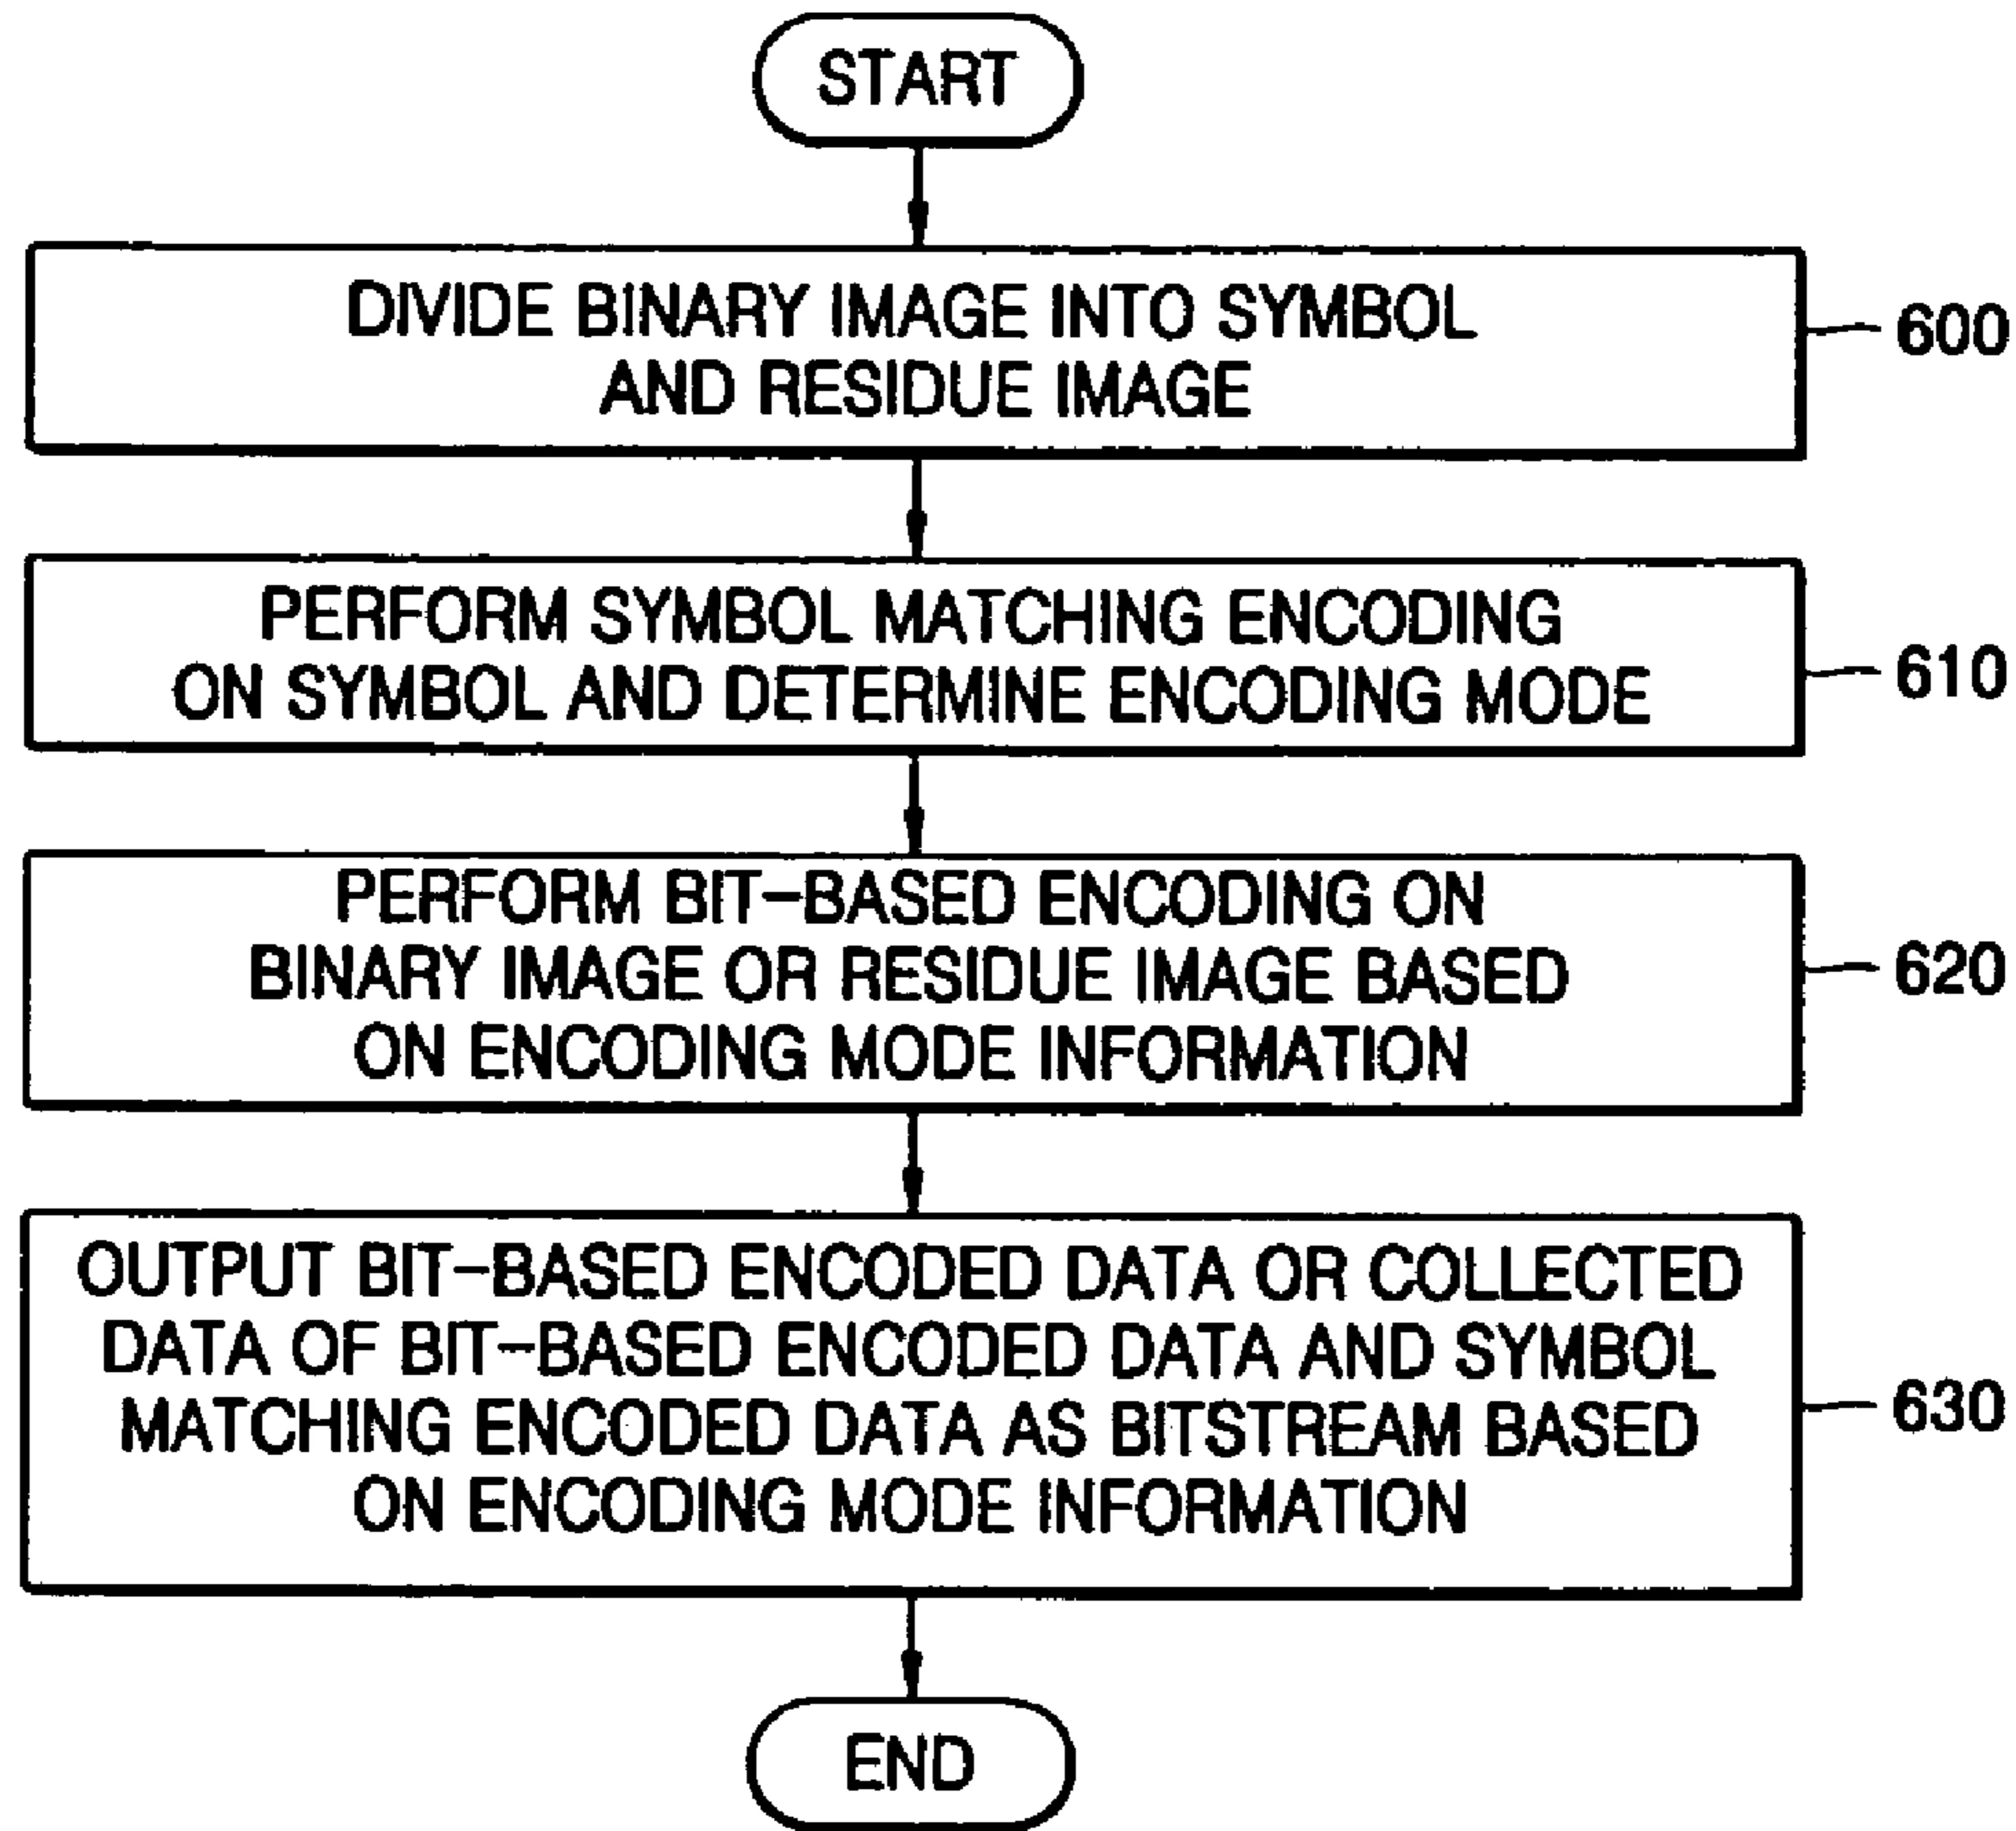 START
DIVIDE BINARY IMAGE INTO SYMBOL
AND RESIDUE IMAGE
600
PERFORM SYMBOL MATCHING ENCODING
ON SYMBOL AND DETERMINE ENCODING MODE
610
PERFORM BIT-BASED ENCODING ON
BINARY IMAGE OR RESIDUE IMAGE BASED
ON ENCODING MODE INFORMATION
620
OUTPUT BIT-BASED ENCODED DATA OR COLLECTED
DATA OF BIT-BASED ENCODED DATA AND SYMBOL
MATCHING ENCODED DATA AS BITSTREAM BASED
ON ENCODING MODE INFORMATION
630
END